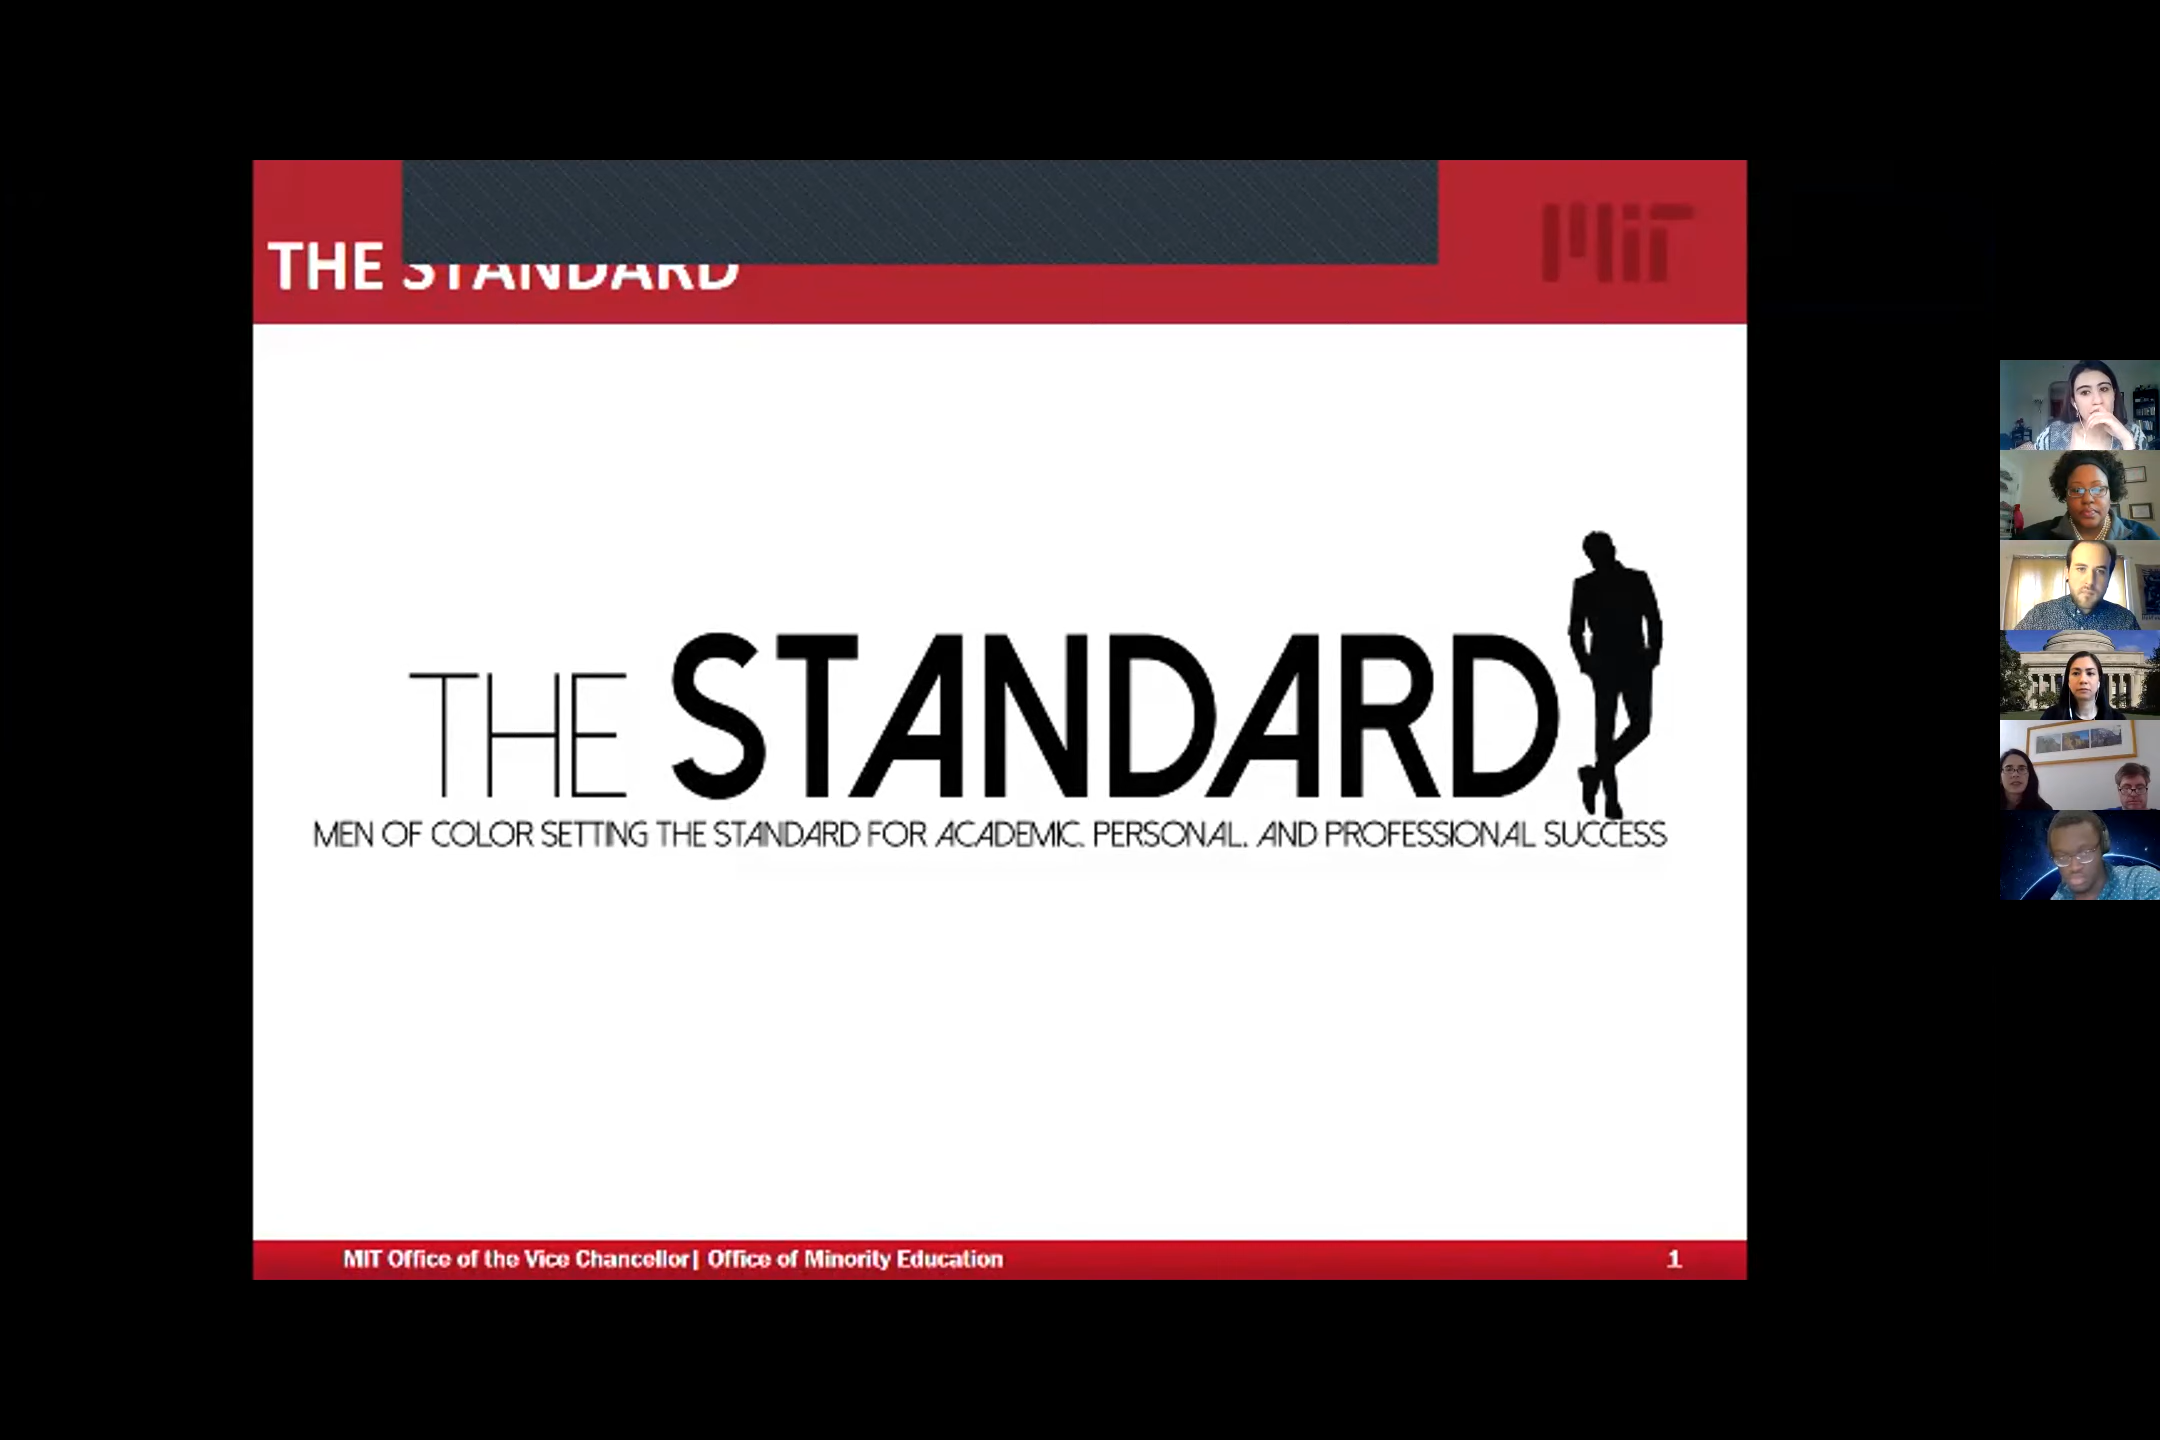 THE STANDARD
MIT
THE STANDARD
MEN OF COLOR SETTING THE STANDARD FOR ACADEMIC, PERSONAL, AND PROFESSIONAL SUCCESS
MIT Office of the Vice Chancellor| Office of Minority Education
1